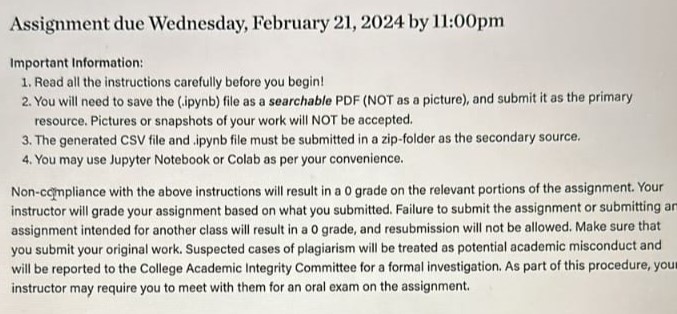 Assignment due Wednesday, February 21, 2024 by 11:00pm
Important Information:
1. Read all the instructions carefully before you begin!
2. You will need to save the (.ipynb) file as a searchable PDF (NOT as a picture), and submit it as the primary
resource. Pictures or snapshots of your work will NOT be accepted.
3. The generated CSV file and .ipynb file must be submitted in a zip-folder as the secondary source.
4. You may use Jupyter Notebook or Colab as per your convenience.
Non-compliance with the above instructions will result in a 0 grade on the relevant portions of the assignment. Your
instructor will grade your assignment based on what you submitted. Failure to submit the assignment or submitting an
assignment intended for another class will result in a 0 grade, and resubmission will not be allowed. Make sure that
you submit your original work. Suspected cases of plagiarism will be treated as potential academic misconduct and
will be reported to the College Academic Integrity Committee for a formal investigation. As part of this procedure, your
instructor may require you to meet with them for an oral exam on the assignment.